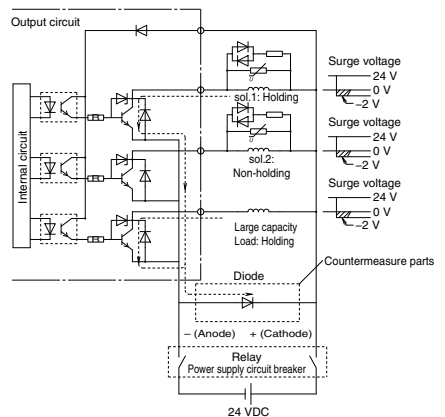 Output circuit
Internal circuit
sol.1: Holding
sol.2:
Non-holding
Large capacity
Load: Holding
Surge voltage
24 V
0 V
–2 V
Surge voltage
24 V
0 V
–2 V
Surge voltage
24 V
0 V
–2 V
Countermeasure parts
Diode
– (Anode) + (Cathode)
Relay
Power supply circuit breaker
24 VDC